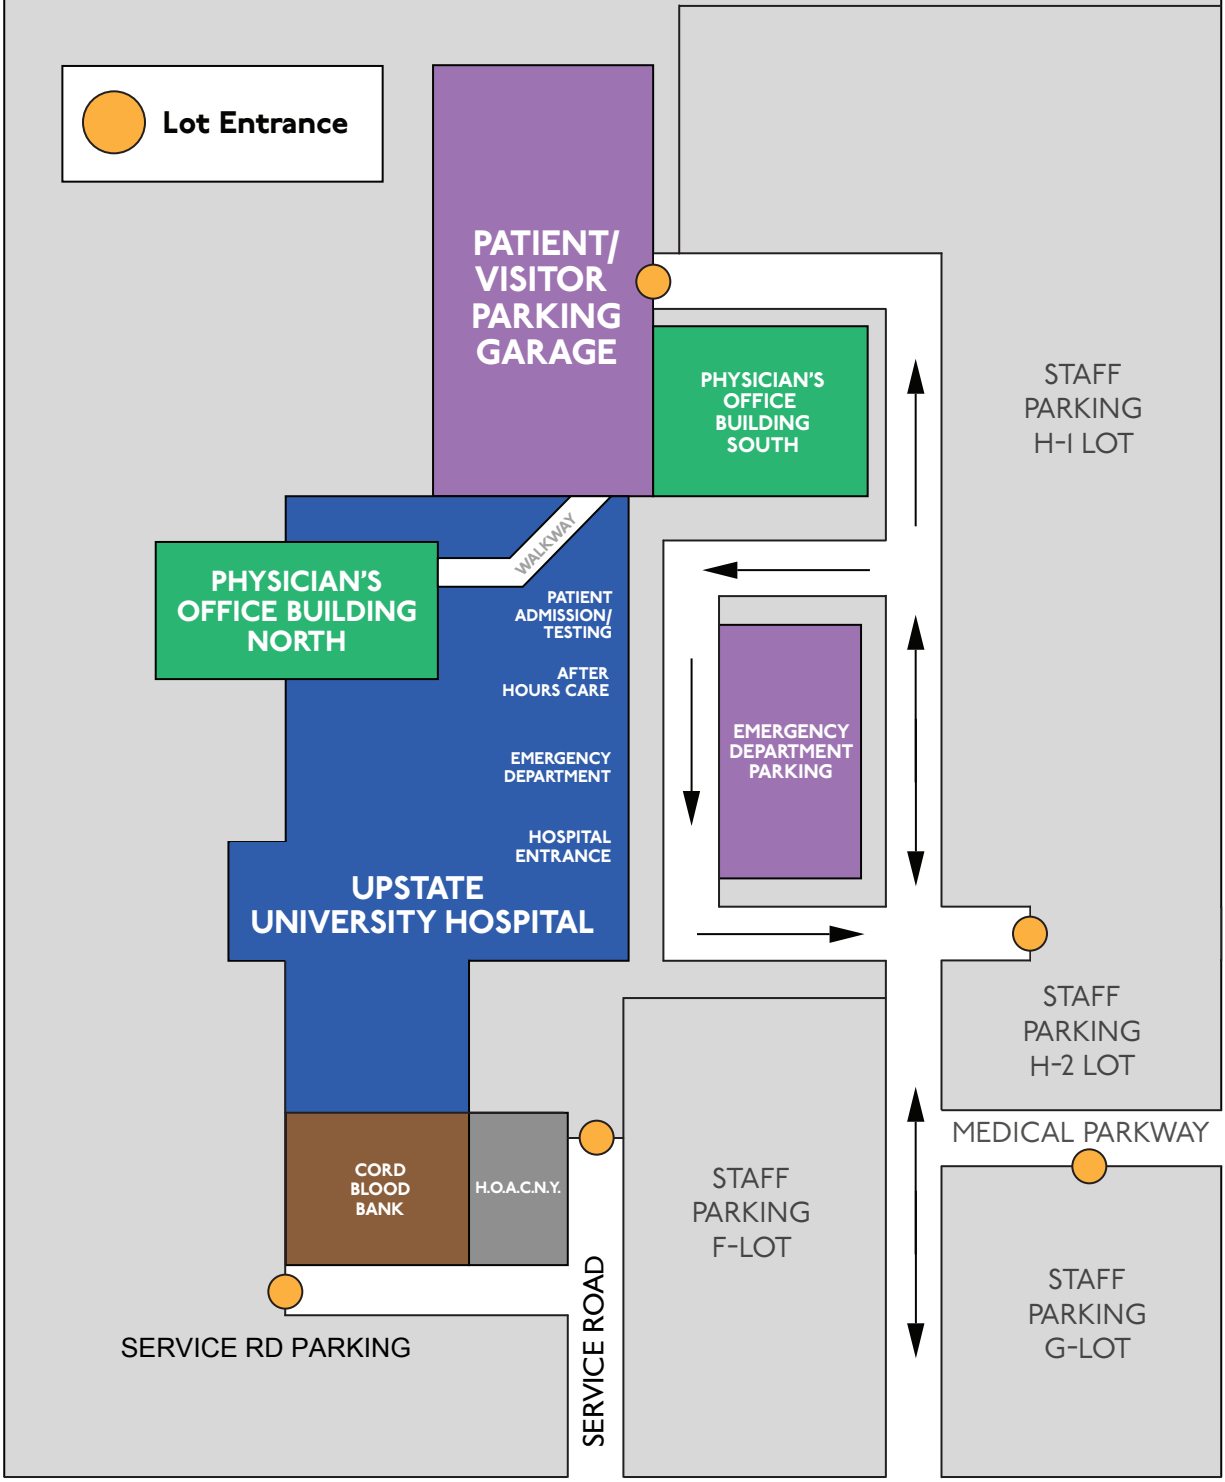 Lot Entrance
PATIENT/
VISITOR
PARKING
GARAGE
PHYSICIAN'S
OFFICE
BUILDING
SOUTH
STAFF
PARKING
H-1 LOT
WALKWAY
PHYSICIAN'S
OFFICE BUILDING
NORTH
PATIENT
ADMISSION/
TESTING
AFTER
HOURS CARE
EMERGENCY
DEPARTMENT
EMERGENCY
DEPARTMENT
PARKING
HOSPITAL
ENTRANCE
UPSTATE
UNIVERSITY HOSPITAL
STAFF
PARKING
H-2 LOT
MEDICAL PARKWAY
CORD
BLOOD
BANK
H.O.A.C.N.Y.
STAFF
PARKING
F-LOT
STAFF
PARKING
G-LOT
SERVICE RD PARKING
SERVICE ROAD